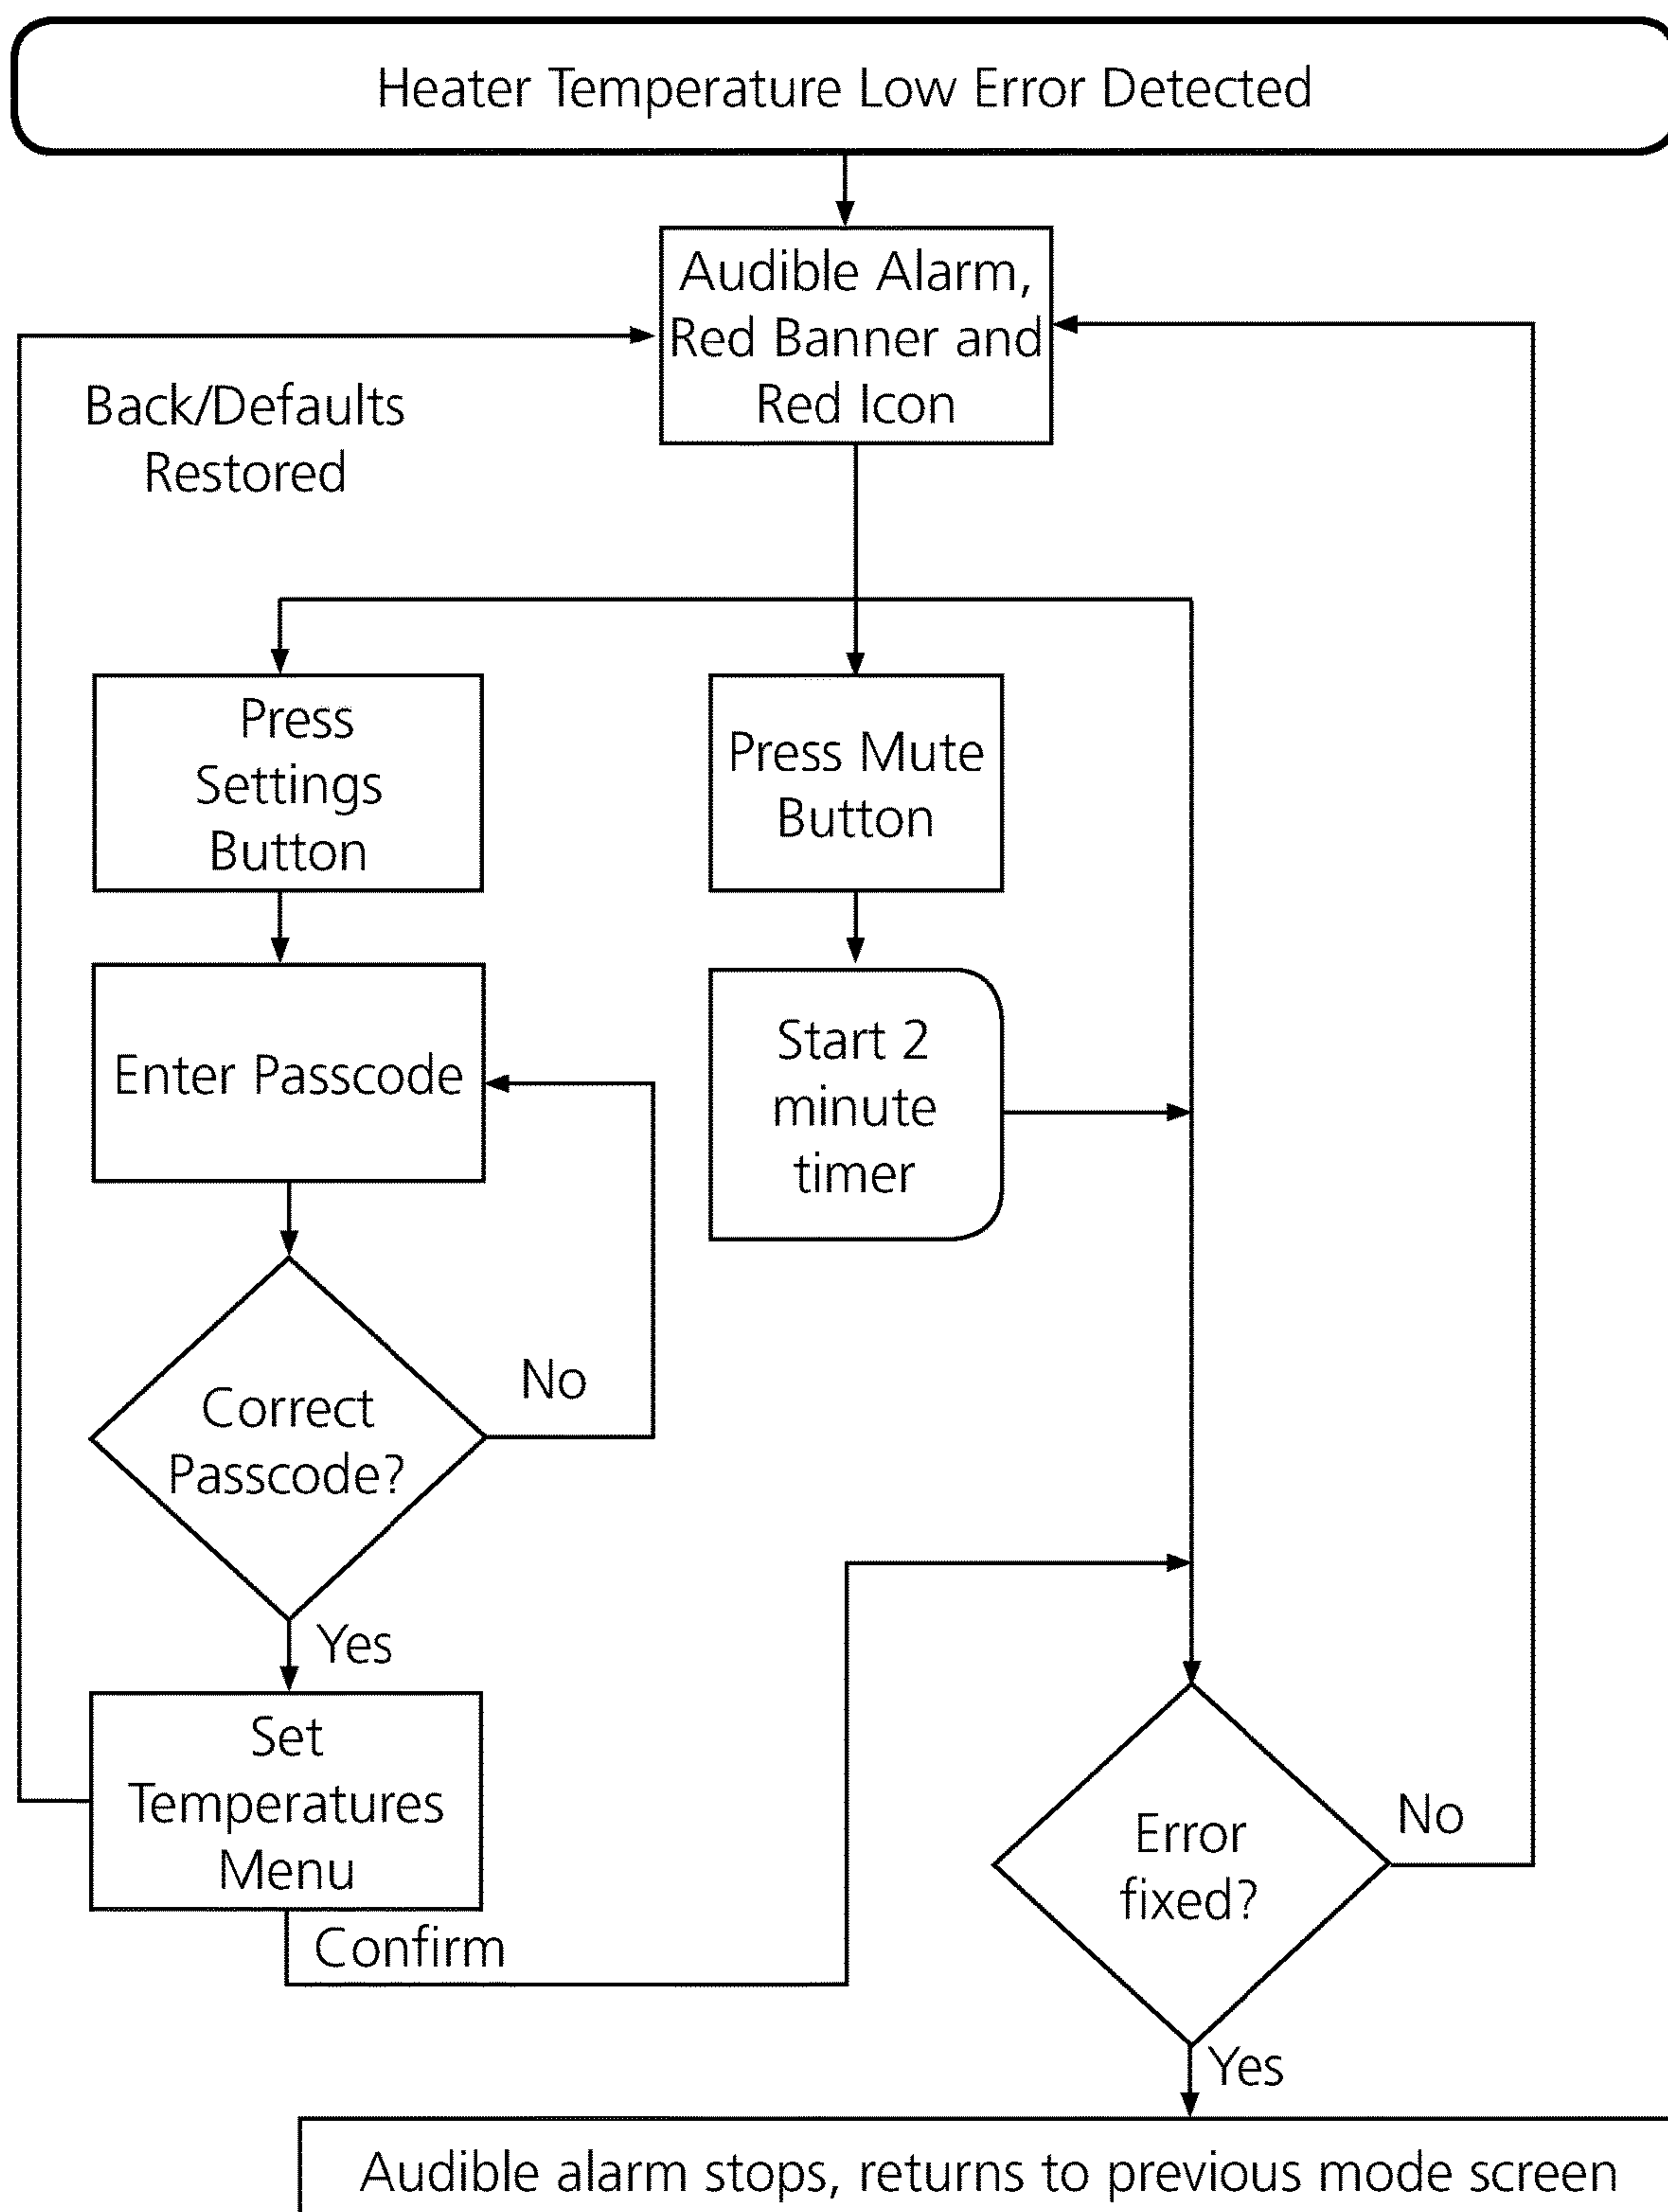 Heater Temperature Low Error Detected
Audible Alarm,
Red Banner and
Red Icon
Back/Defaults
Restored
Press
Settings
Button
Press Mute
Button
Enter Passcode
Start 2
minute
timer
Correct
Passcode?
No
Yes
Set
Temperatures
Menu
Confirm
Error
fixed?
No
Yes
Audible alarm stops, returns to previous mode screen